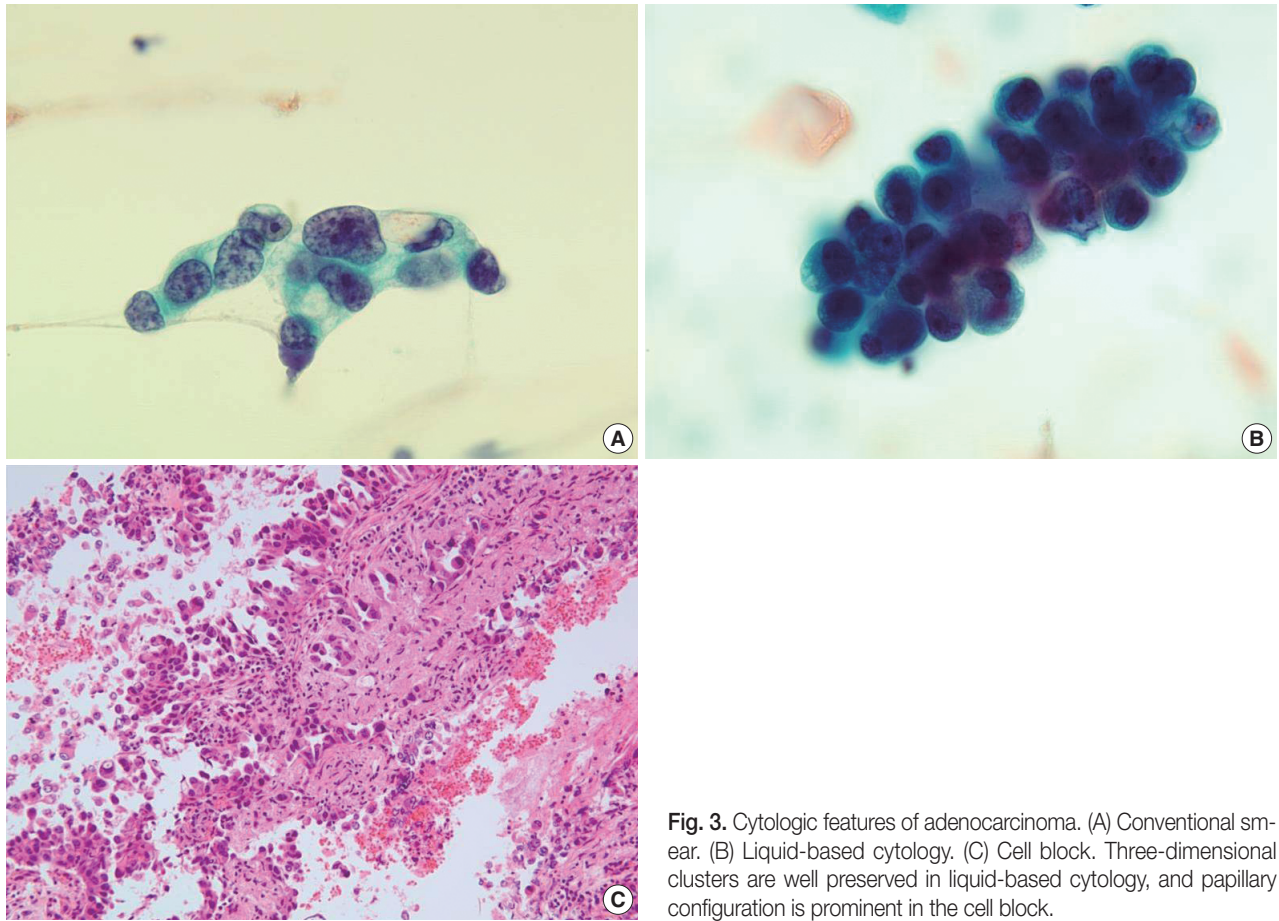 A
B
C
Fig. 3. Cytologic features of adenocarcinoma. (A) Conventional sm-
ear. (B) Liquid-based cytology. (C) Cell block. Three-dimensional
clusters are well preserved in liquid-based cytology, and papillary
configuration is prominent in the cell block.